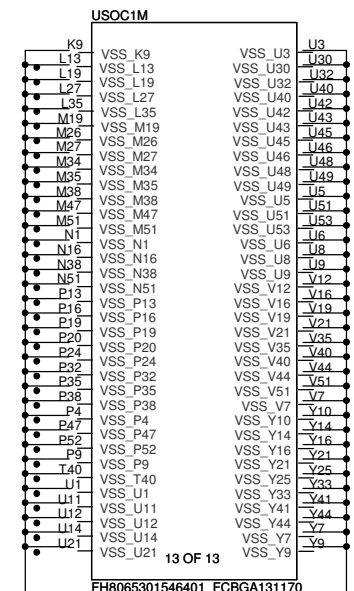 USOC1M
K9 VSS_K9 VSS_U3 U3
L13 VSS_L13 VSS_U30 U30
L19 VSS_L19 VSS_U32 U32
L27 VSS_L27 VSS_U40 U40
L35 VSS_L35 VSS_U42 U42
M19 VSS_M19 VSS_U43 U43
M26 VSS_M26 VSS_U45 U45
M27 VSS_M27 VSS_U46 U46
M34 VSS_M34 VSS_U48 U48
M35 VSS_M35 VSS_U49 U49
M38 VSS_M38 VSS_U5 U5
M47 VSS_M47 VSS_U51 U51
M51 VSS_M51 VSS_U53 U53
N1 VSS_N1 VSS_U6 U6
N16 VSS_N16 VSS_U8 U8
N38 VSS_N38 VSS_U9 U9
N51 VSS_N51 VSS_V12 V12
P13 VSS_P13 VSS_V16 V16
P16 VSS_P16 VSS_V19 V19
P19 VSS_P19 VSS_V21 V21
P20 VSS_P20 VSS_V35 V35
P24 VSS_P24 VSS_V40 V40
P32 VSS_P32 VSS_V44 V44
P35 VSS_P35 VSS_V51 V51
P38 VSS_P38 VSS_V7 V7
P4 VSS_P4 VSS_Y10 Y10
P47 VSS_P47 VSS_Y14 Y14
P52 VSS_P52 VSS_Y16 Y16
P9 VSS_P9 VSS_Y21 Y21
T40 VSS_T40 VSS_Y25 Y25
U1 VSS_U1 VSS_Y33 Y33
U11 VSS_U11 VSS_Y41 Y41
U12 VSS_U12 VSS_Y44 Y44
U14 VSS_U14 VSS_Y7 Y7
U21 VSS_U21 VSS_Y9 Y9
13 OF 13
FH8065301546401_FCBGA131170